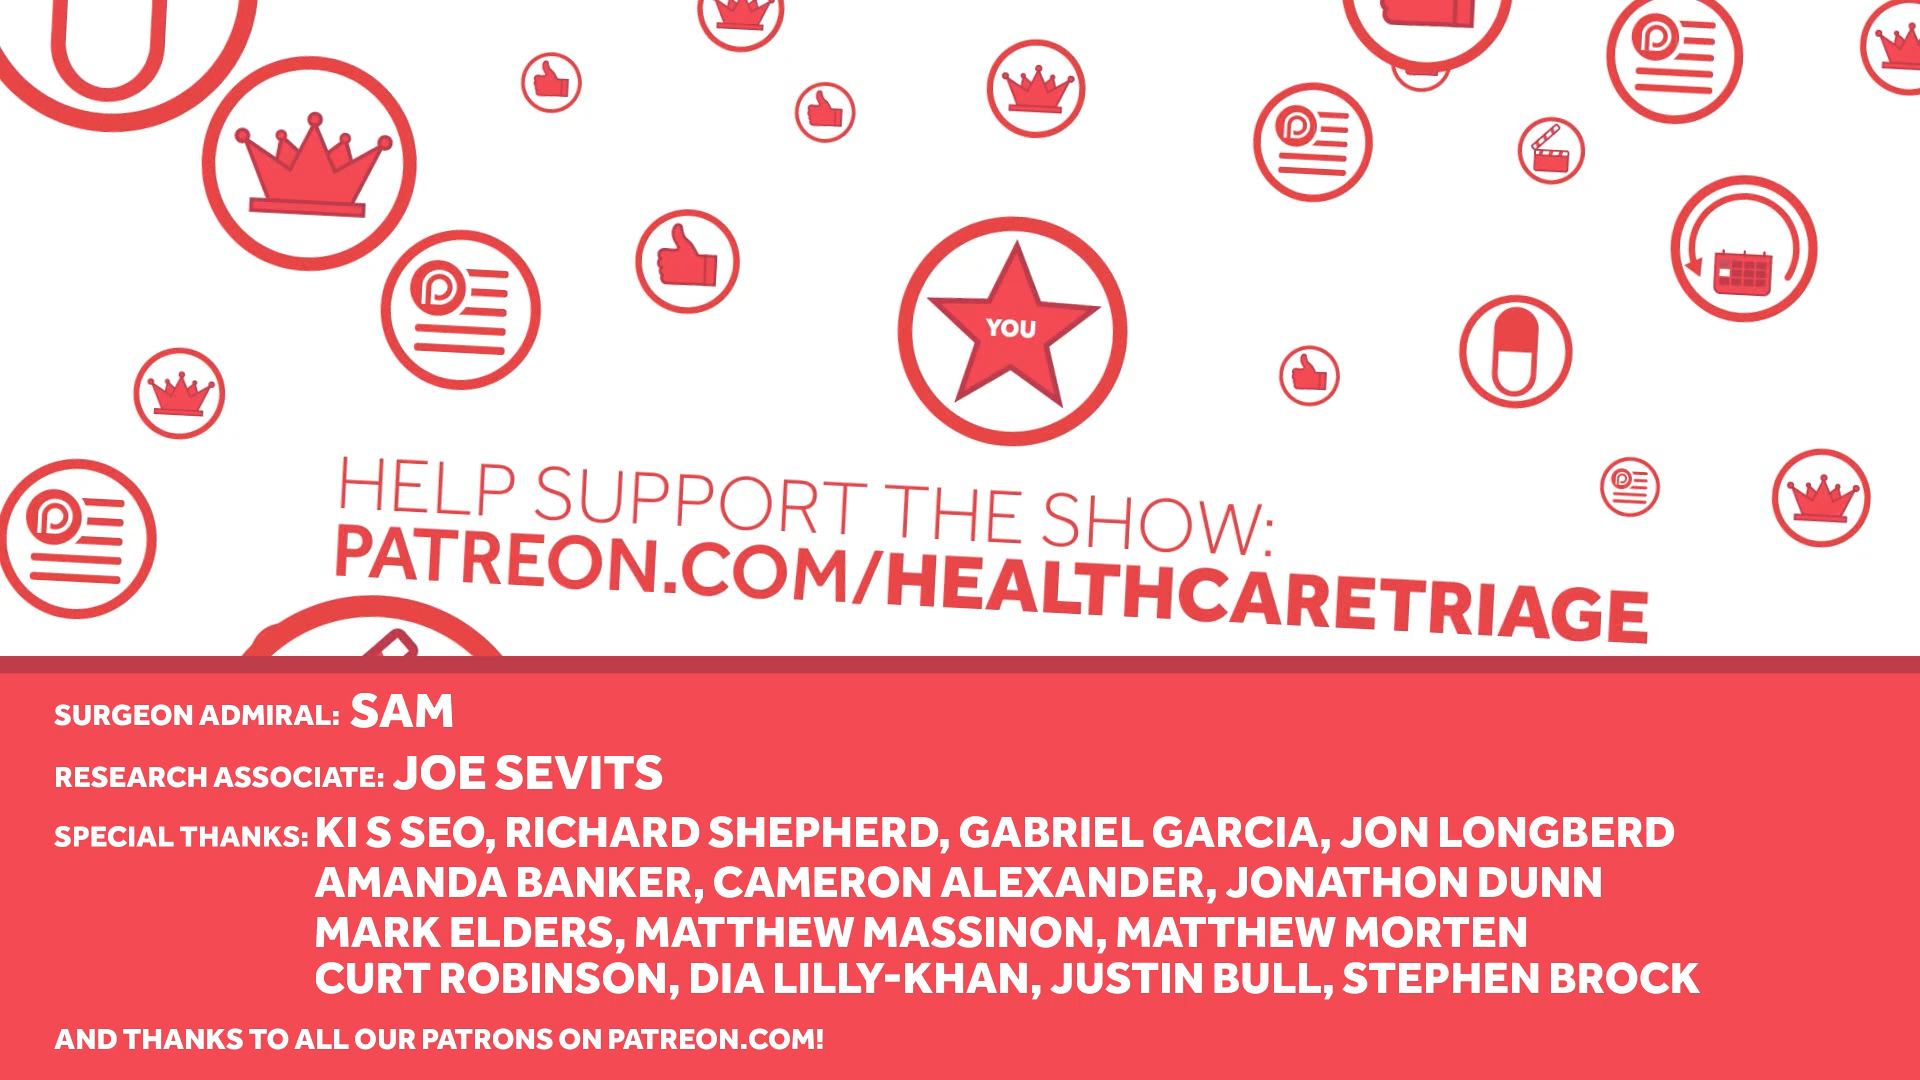 YOU
HELP SUPPORT THE SHOW:
PATREON.COM/HEALTHCARETRIAGE
SURGEON ADMIRAL: SAM
RESEARCH ASSOCIATE: JOE SEVITS
SPECIAL THANKS: KI S SEO, RICHARD SHEPHERD, GABRIEL GARCIA, JON LONGBERD
AMANDA BANKER, CAMERON ALEXANDER, JONATHON DUNN
MARK ELDERS, MATTHEW MASSINON, MATTHEW MORTEN
CURT ROBINSON, DIA LILLY-KHAN, JUSTIN BULL, STEPHEN BROCK
AND THANKS TO ALL OUR PATRONS ON PATREON.COM!